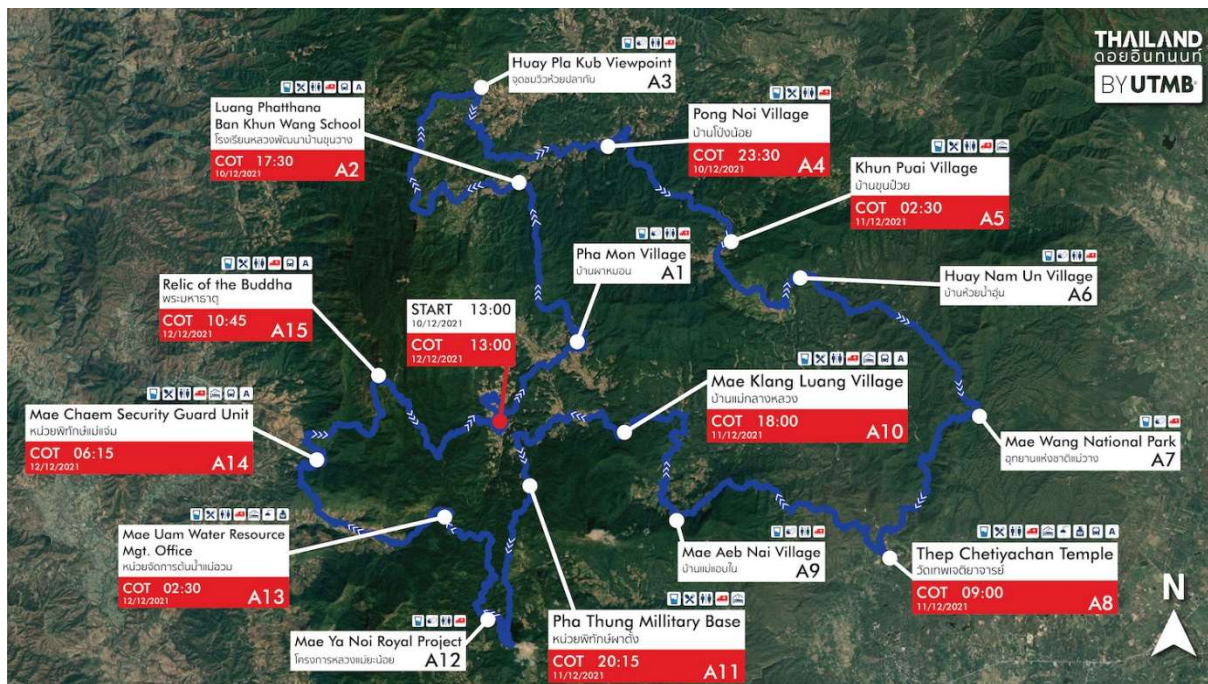 THAILAND
ดอยอินทนนท์
BY UTMB®
Huay Pla Kub Viewpoint
จุดชมวิวห้วยปลากับ
A3
Luang Phatthana
Ban Khun Wang School
โรงเรียนหลวงพัฒนาบ้านขุนวาง
COT 17:30
10/12/2021
A2
Pong Noi Village
บ้านโป่งน้อย
COT 23:30
10/12/2021
A4
Khun Puai Village
บ้านขุนป๋วย
COT 02:30
11/12/2021
A5
Pha Mon Village
บ้านผาหมอน
A1
Huay Nam Un Village
บ้านห้วยน้ำอุ่น
A6
Relic of the Buddha
พระมหาธาตุ
COT 10:45
12/12/2021
A15
START 13:00
10/12/2021
COT 13:00
12/12/2021
Mae Klang Luang Village
บ้านแม่กลางหลวง
COT 18:00
11/12/2021
A10
Mae Chaem Security Guard Unit
หน่วยพิทักษ์แม่แจ่ม
COT 06:15
12/12/2021
A14
Mae Wang National Park
อุทยานแห่งชาติแม่วาง
A7
Mae Uam Water Resource
Mgt. Office
หน่วยจัดการต้นน้ำแม่อวม
COT 02:30
12/12/2021
A13
Mae Aeb Nai Village
บ้านแม่แอบใน
A9
Thep Chetiyachan Temple
วัดเทพเจติยาจารย์
COT 09:00
11/12/2021
A8
Mae Ya Noi Royal Project
โครงการหลวงแม่ยะน้อย
A12
Pha Thung Millitary Base
หน่วยพิทักษ์ผาตั้ง
COT 20:15
11/12/2021
A11
N